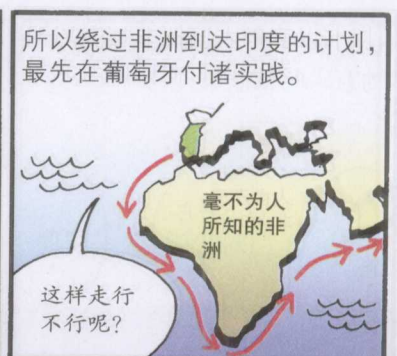 所以绕过非洲到达印度的计划，
最先在葡萄牙付诸实践。
毫不为人
所知的非
洲
这样走行
不行呢？